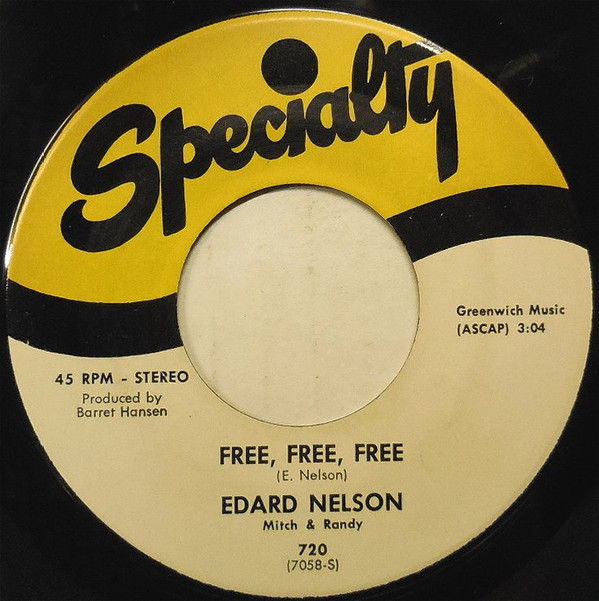 Specialty
Greenwich Music
(ASCAP) 3:04
45 RPM - STEREO
Produced by
Barret Hansen
FREE, FREE, FREE
(E. Nelson)
EDARD NELSON
Mitch & Randy
720
(7058-S)